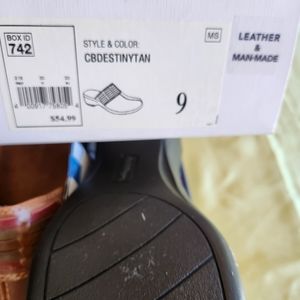 BOX ID
742
STYLE & COLOR:
CBDESTINYTAN
MS
LEATHER
&
MAN-MADE
9
$54.99